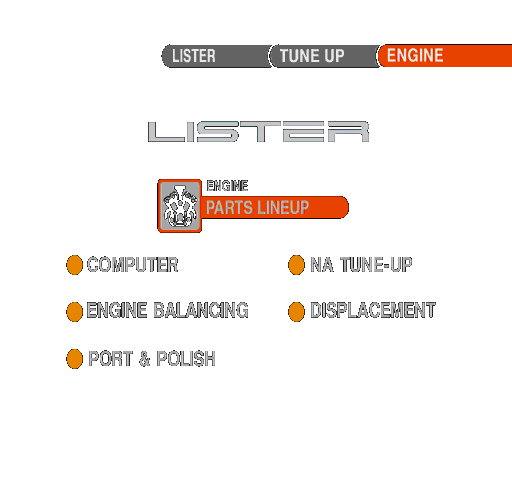 LISTER TUNE UP ENGINE
LISTER
ENGINE
PARTS LINEUP
COMPUTER NA TUNE-UP
ENGINE BALANCING DISPLACEMENT
PORT & POLISH